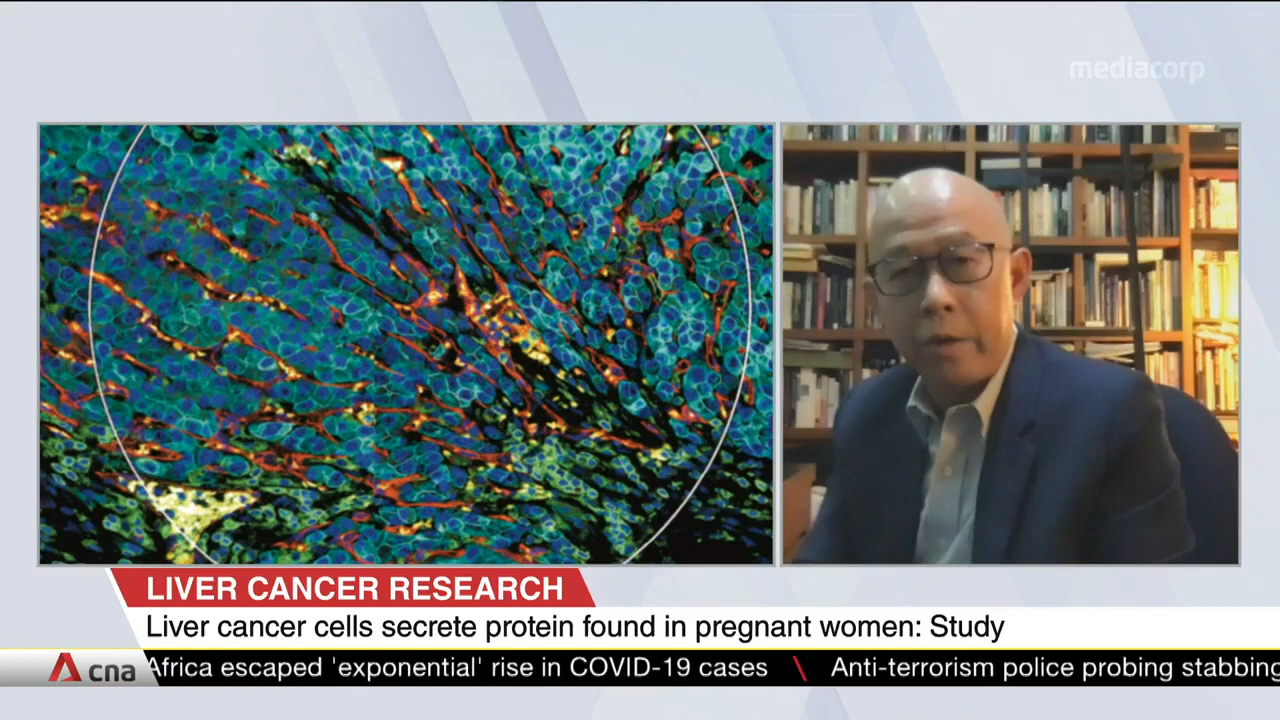 mediacorp
LIVER CANCER RESEARCH
Liver cancer cells secrete protein found in pregnant women: Study
cna
Africa escaped 'exponential' rise in COVID-19 cases \ Anti-terrorism police probing stabbing